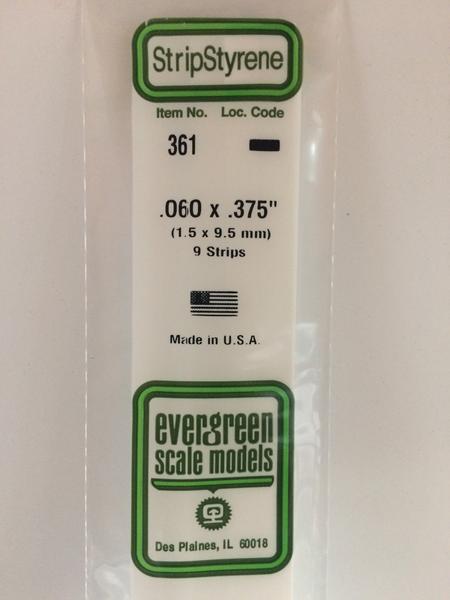 StripStyrene
Item No. Loc. Code
361
.060 x .375"
(1.5 x 9.5 mm)
9 Strips
Made in U.S.A.
evergreen
scale models
Des Plaines, IL 60018